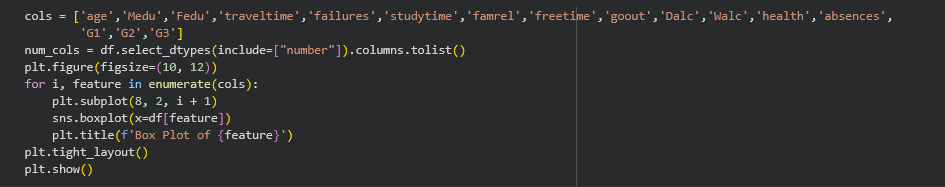 cols = ['age','Medu','Fedu','traveltime','failures','studytime','famrel','freetime','goout','Dalc','Walc','health','absences',
'G1','G2','G3']
num_cols = df.select_dtypes(include=["number"]).columns.tolist()
plt.figure(figsize=(10, 12))
for i, feature in enumerate(cols):
plt.subplot(8, 2, i + 1)
sns.boxplot(x=df[feature])
plt.title(f'Box Plot of {feature}')
plt.tight_layout()
plt.show()